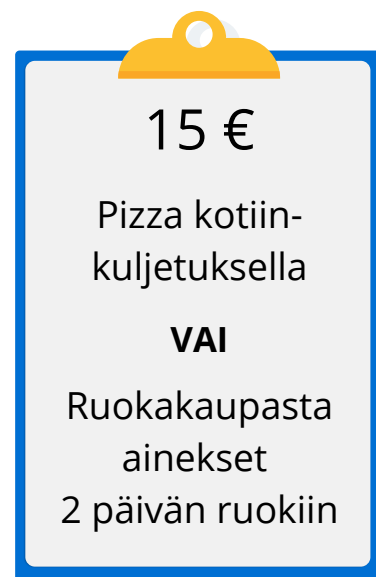 15 €
Pizza kotiin-
kuljetuksella
VAI
Ruokakaupasta
ainekset
2 päivän ruokiin